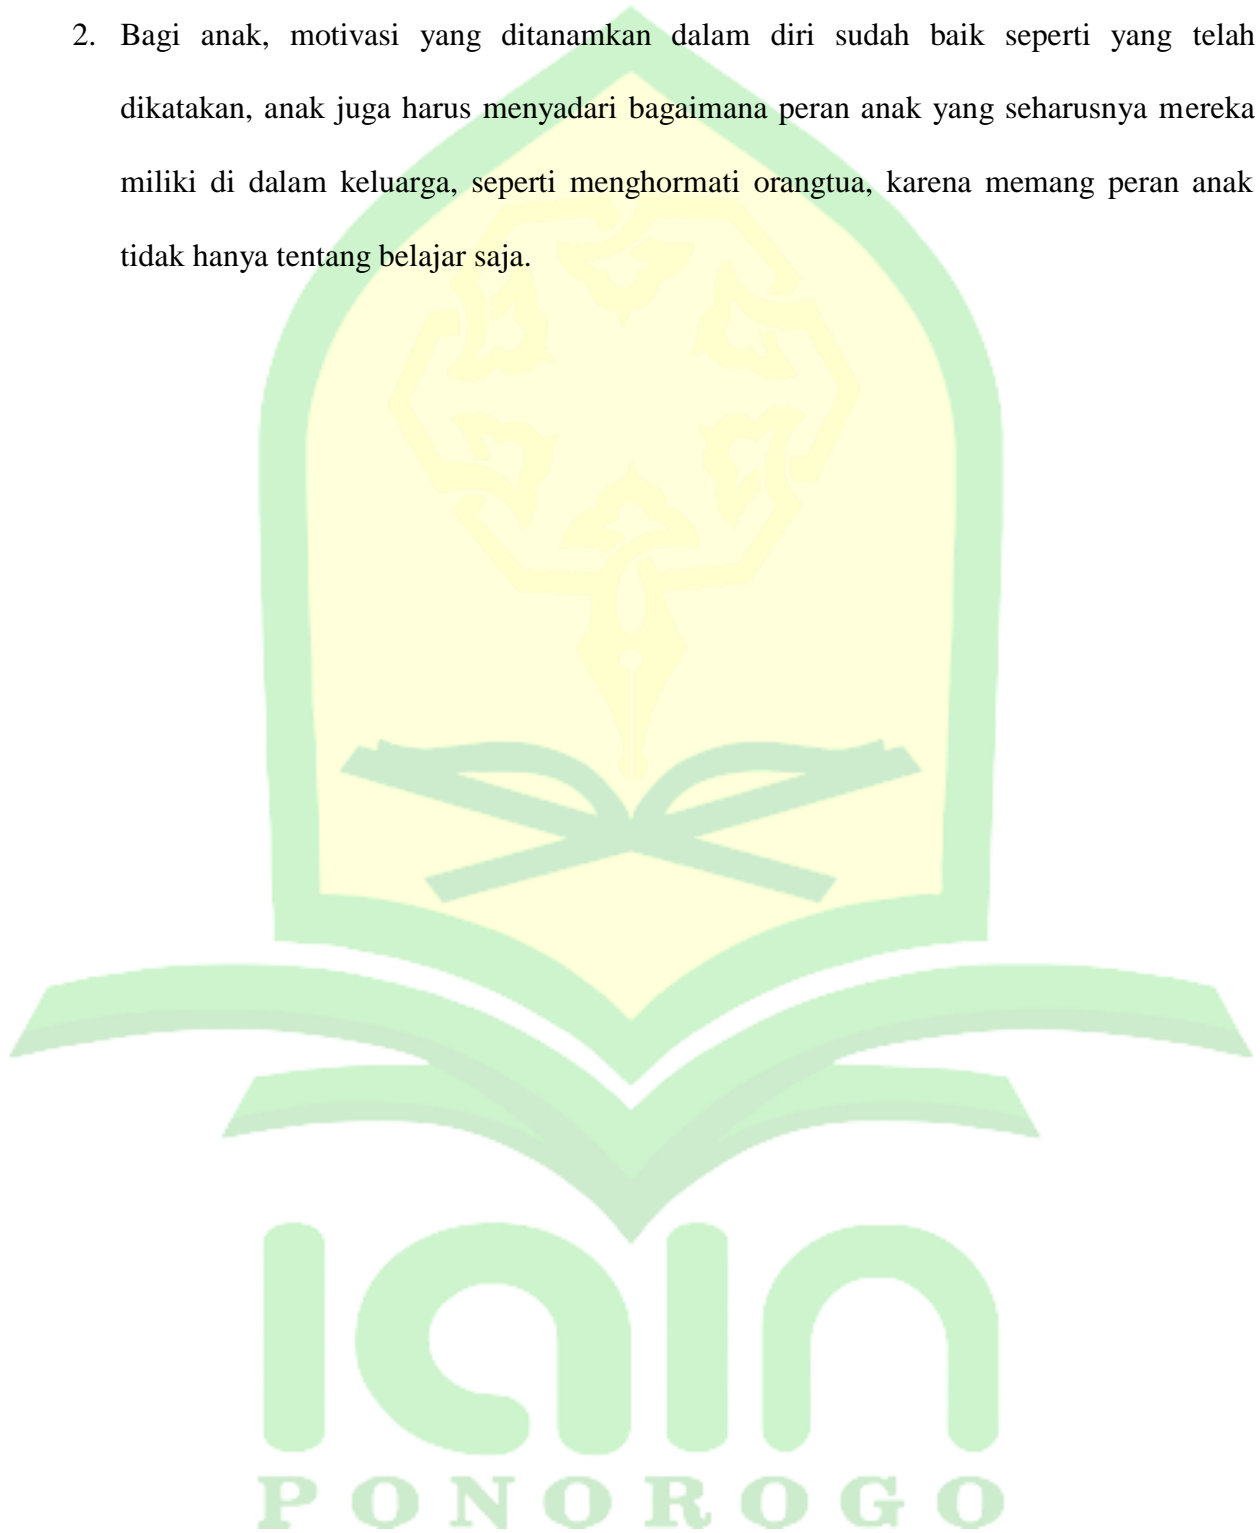 2. Bagi anak, motivasi yang ditanamkan dalam diri sudah baik seperti yang telah
dikatakan, anak juga harus menyadari bagaimana peran anak yang seharusnya mereka
miliki di dalam keluarga, seperti menghormati orangtua, karena memang peran anak
tidak hanya tentang belajar saja.
iain
PONOROGO